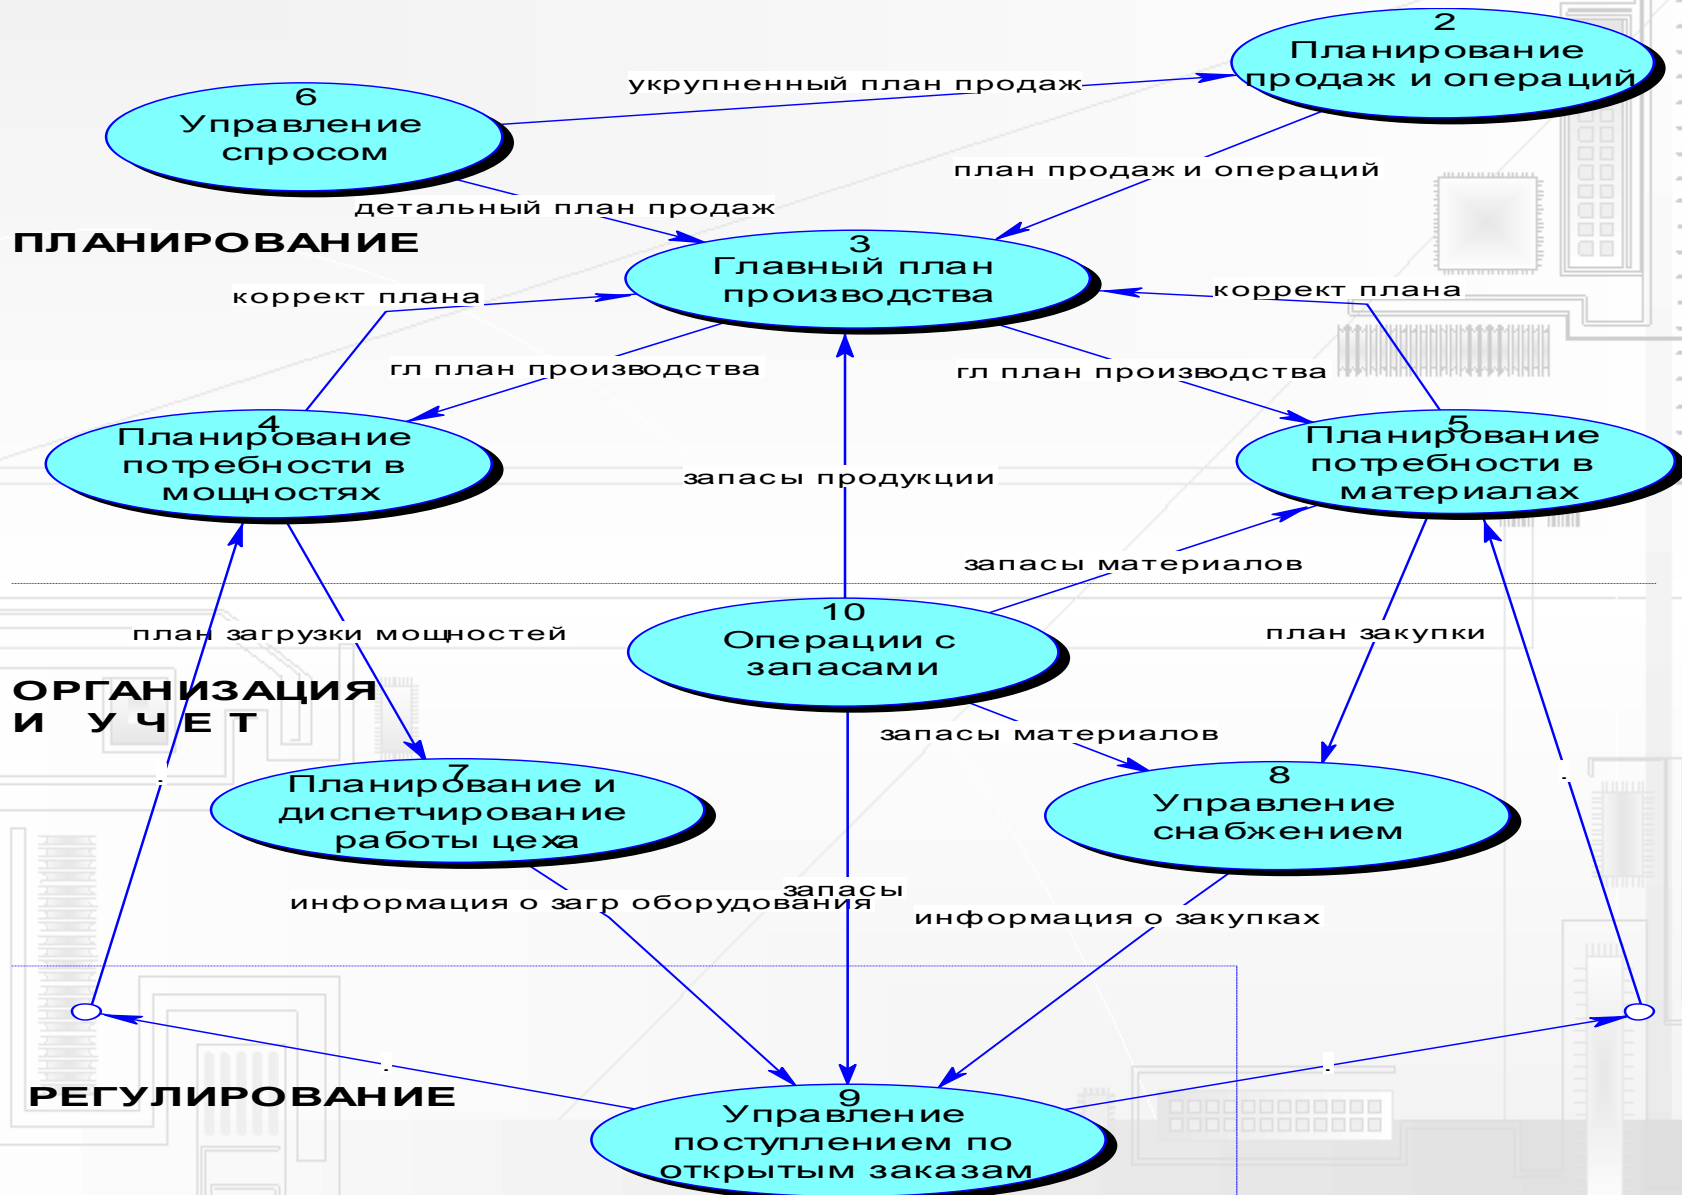 2
Планирование
продаж и операций
укрупненный план продаж
6
Управление
спросом
план продаж и операций
детальный план продаж
ПЛАНИРОВАНИЕ
3
Главный план
производства
коррект плана
коррект плана
гл план производства
гл план производства
4
Планирование
потребности в
мощностях
5
Планирование
потребности в
материалах
запасы продукции
запасы материалов
10
Операции с
запасами
план загрузки мощностей
план закупки
ОРГАНИЗАЦИЯ
И УЧЕТ
запасы материалов
7
Планирование и
диспетчирование
работы цеха
8
Управление
снабжением
запасы
информация о загр оборудования
информация о закупках
РЕГУЛИРОВАНИЕ
9
Управление
поступлением по
открытым заказам